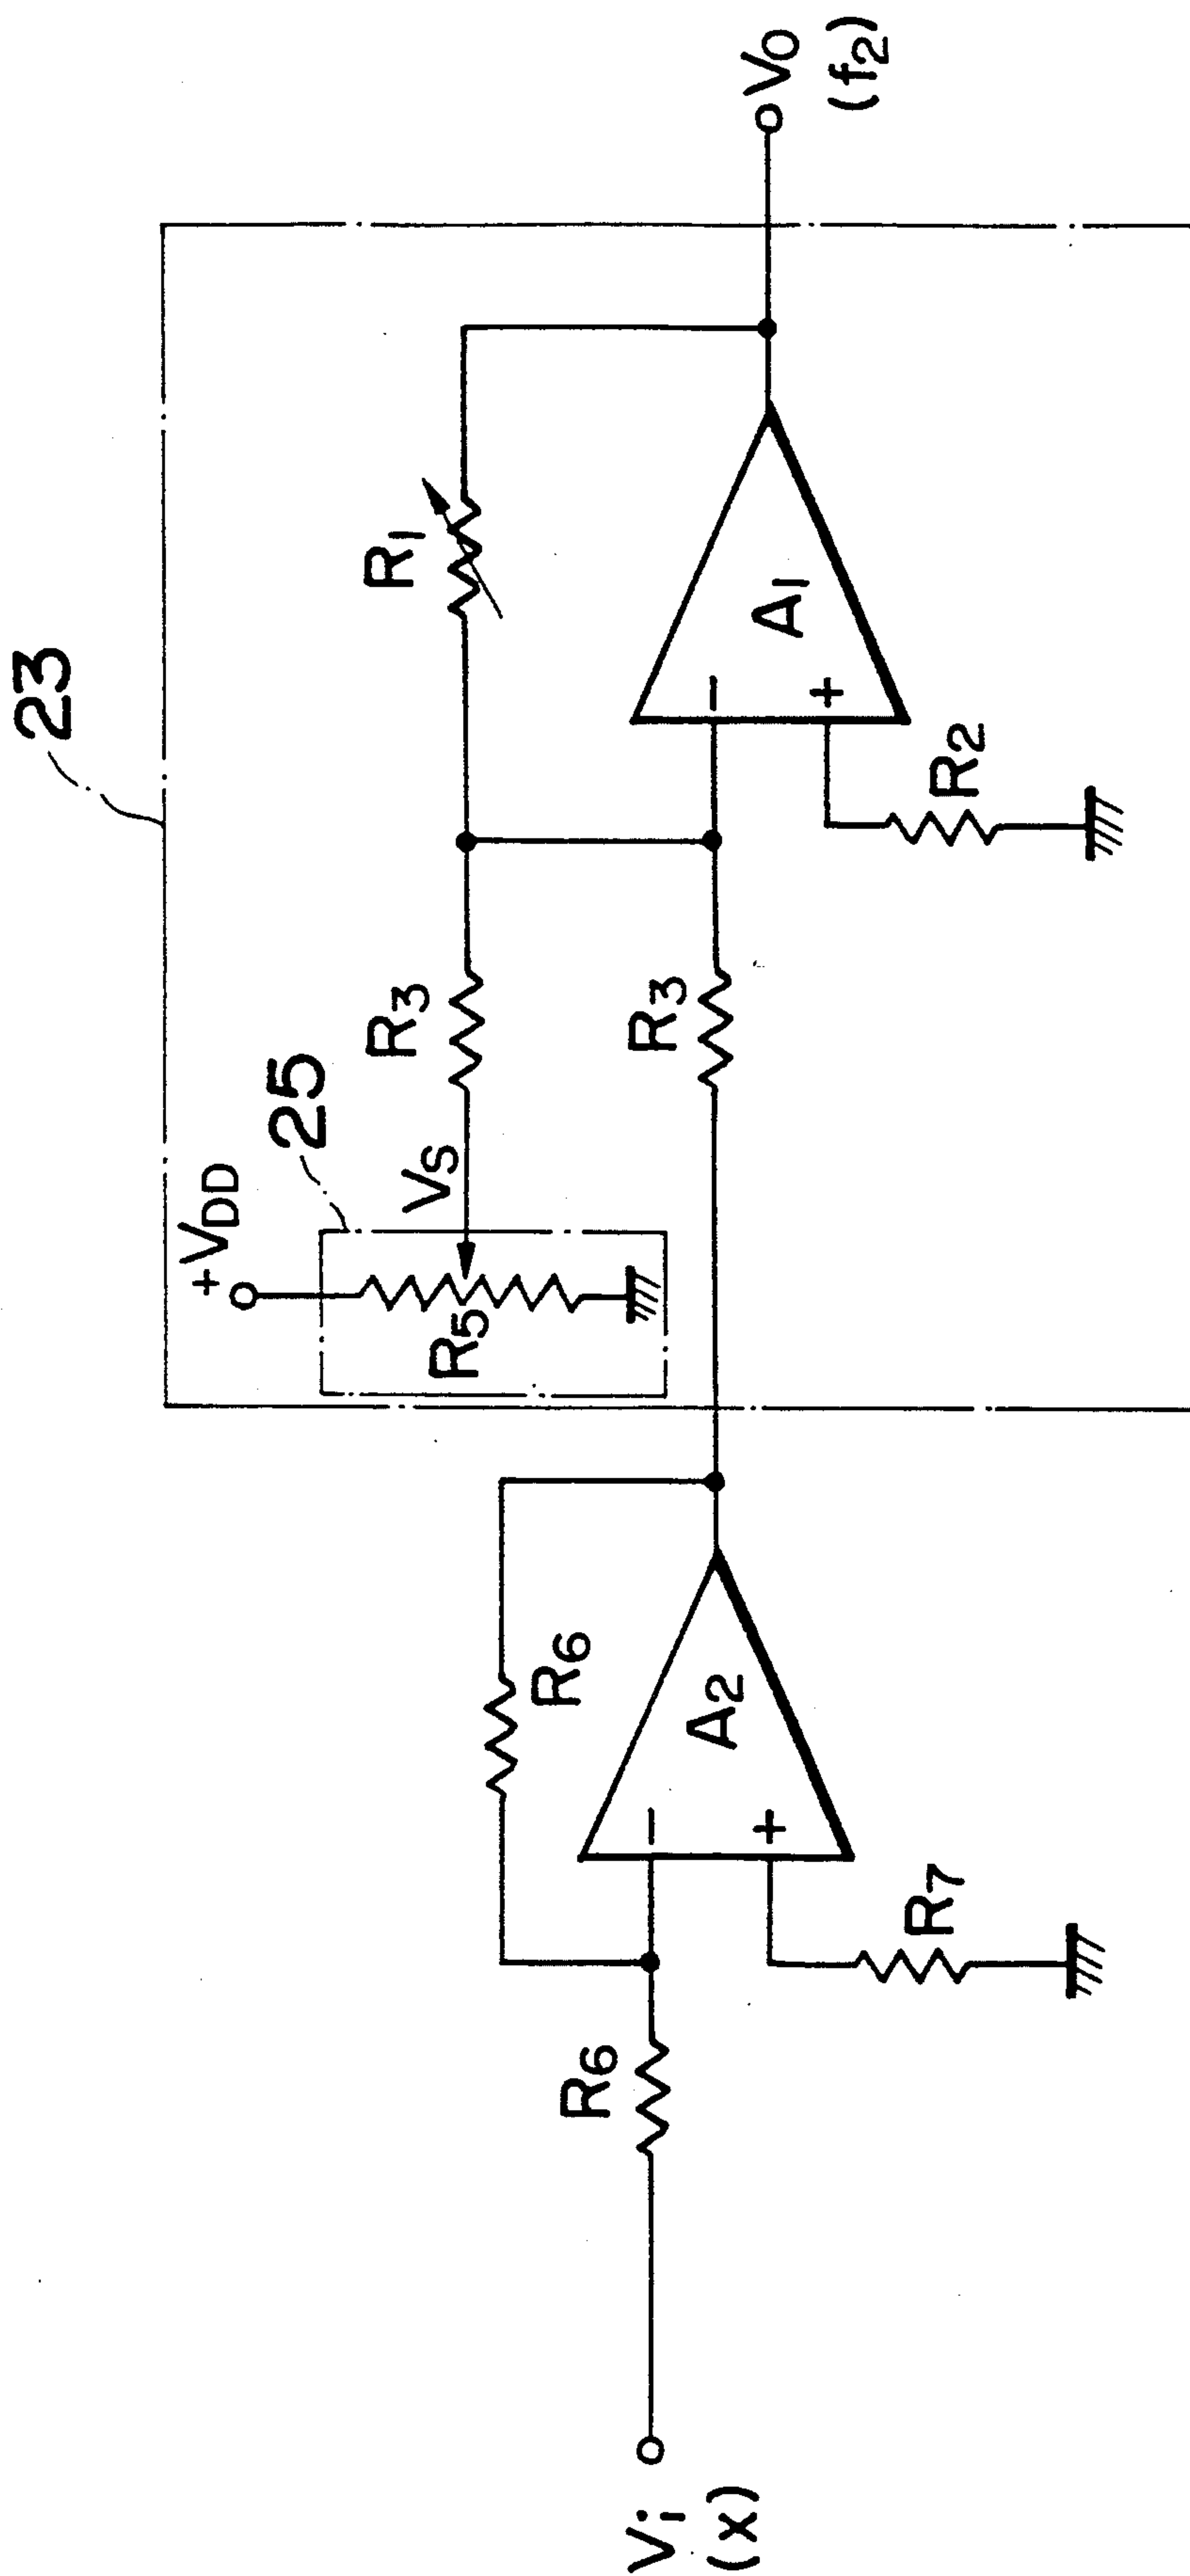 23
+VDD
25
VS
R5
R3
R1
R3
A1
−
+
R2
VO
(f2)
R6
A2
−
+
R6
R7
Vi
(x)